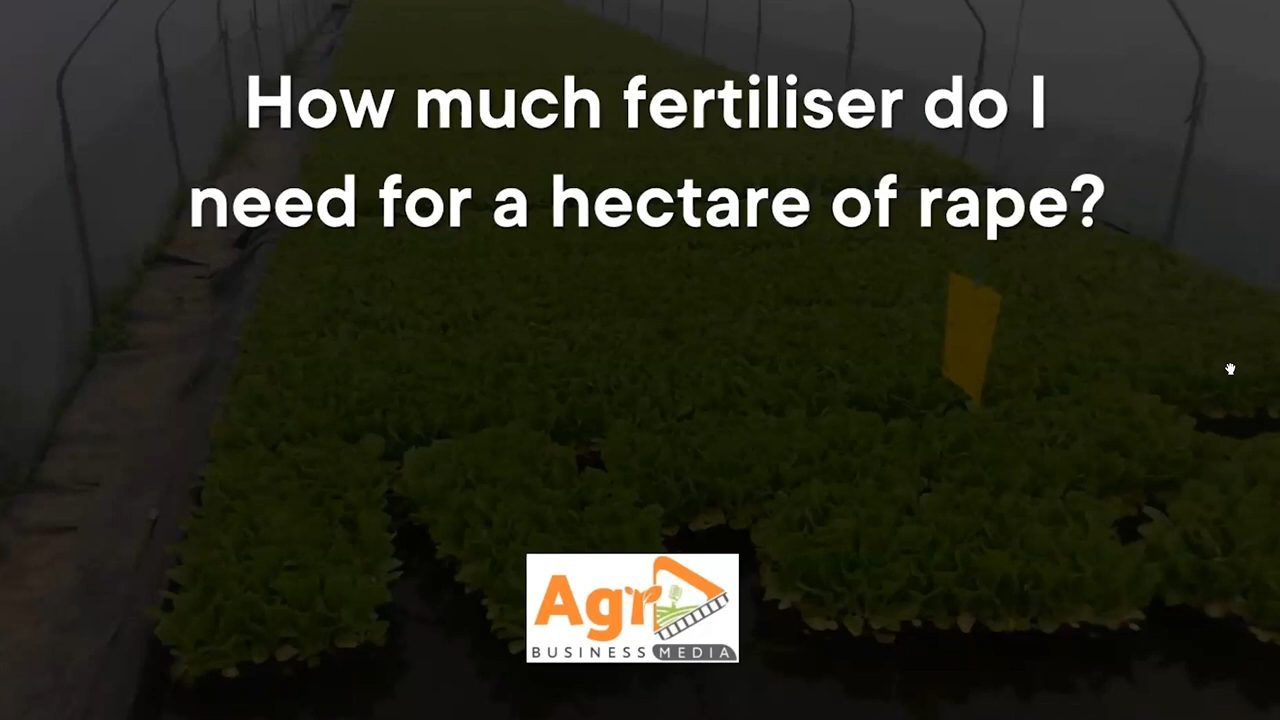 How much fertiliser do I
need for a hectare of rape?
Agri
BUSINESS MEDIA